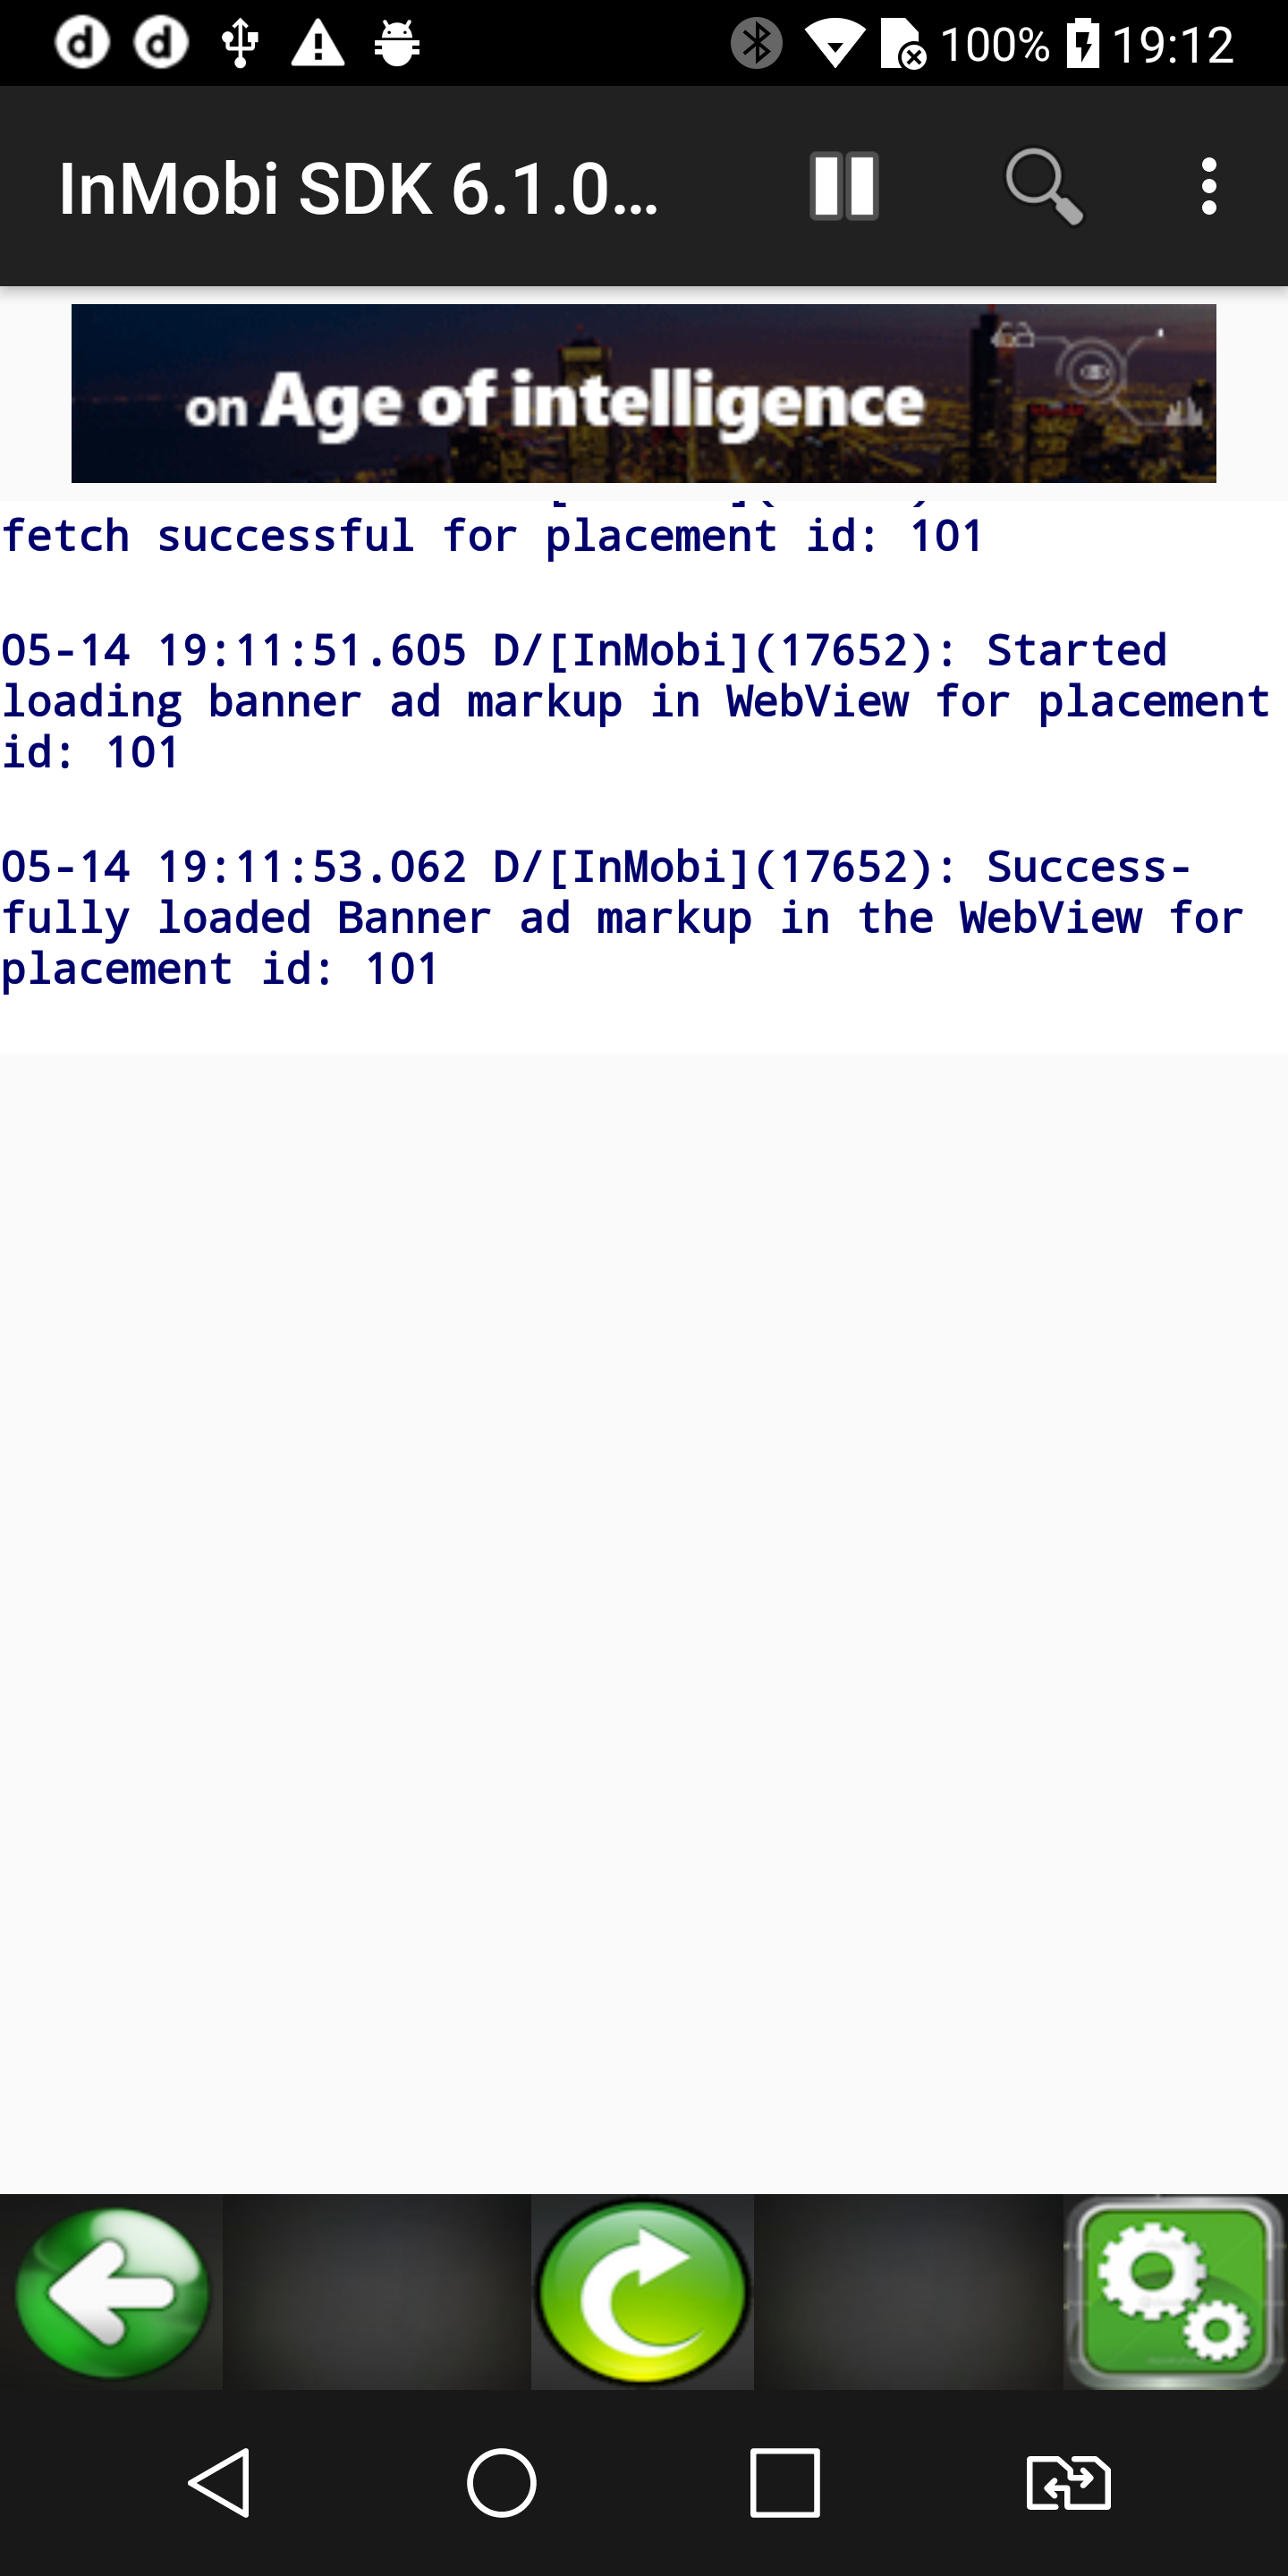 100% 19:12
InMobi SDK 6.1.0...
on Age of intelligence
fetch successful for placement id: 101
05-14 19:11:51.605 D/[InMobi](17652): Started
loading banner ad markup in WebView for placement
id: 101
05-14 19:11:53.062 D/[InMobi](17652): Success-
fully loaded Banner ad markup in the WebView for
placement id: 101